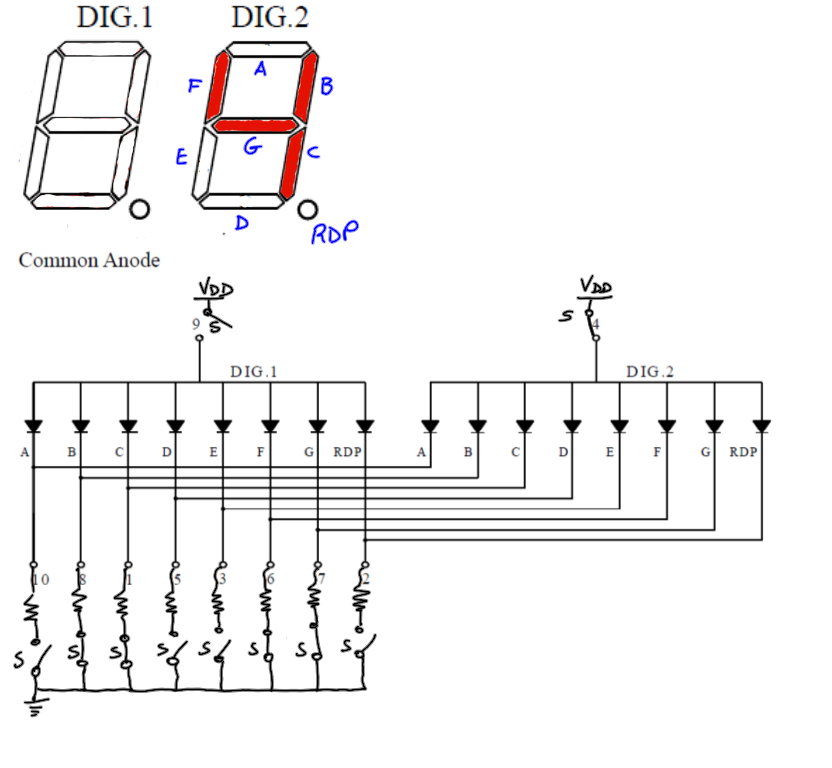 DIG.1 DIG.2
A
F B
G
E C
D
RDP
Common Anode
VDD VDD
9 S S 4
DIG.1 DIG.2
A B C D E F G RDP A B C D E F G RDP
10 8 1 5 3 6 7 2
S S S S S S S S